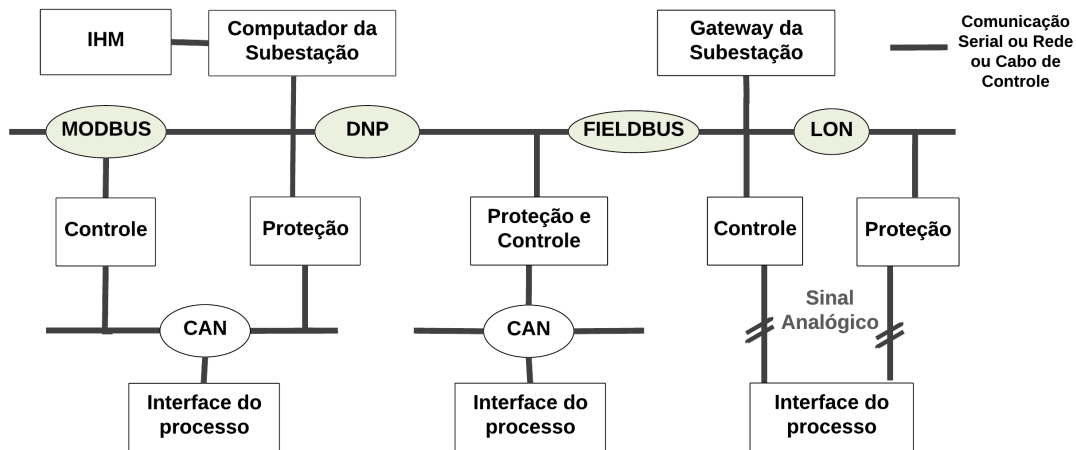 IHM
Computador da
Subestação
Gateway da
Subestação
Comunicação
Serial ou Rede
ou Cabo de
Controle
MODBUS
DNP
FIELDBUS
LON
Controle
Proteção
Proteção e
Controle
Controle
Proteção
Sinal
Analógico
CAN
CAN
Interface do
processo
Interface do
processo
Interface do
processo